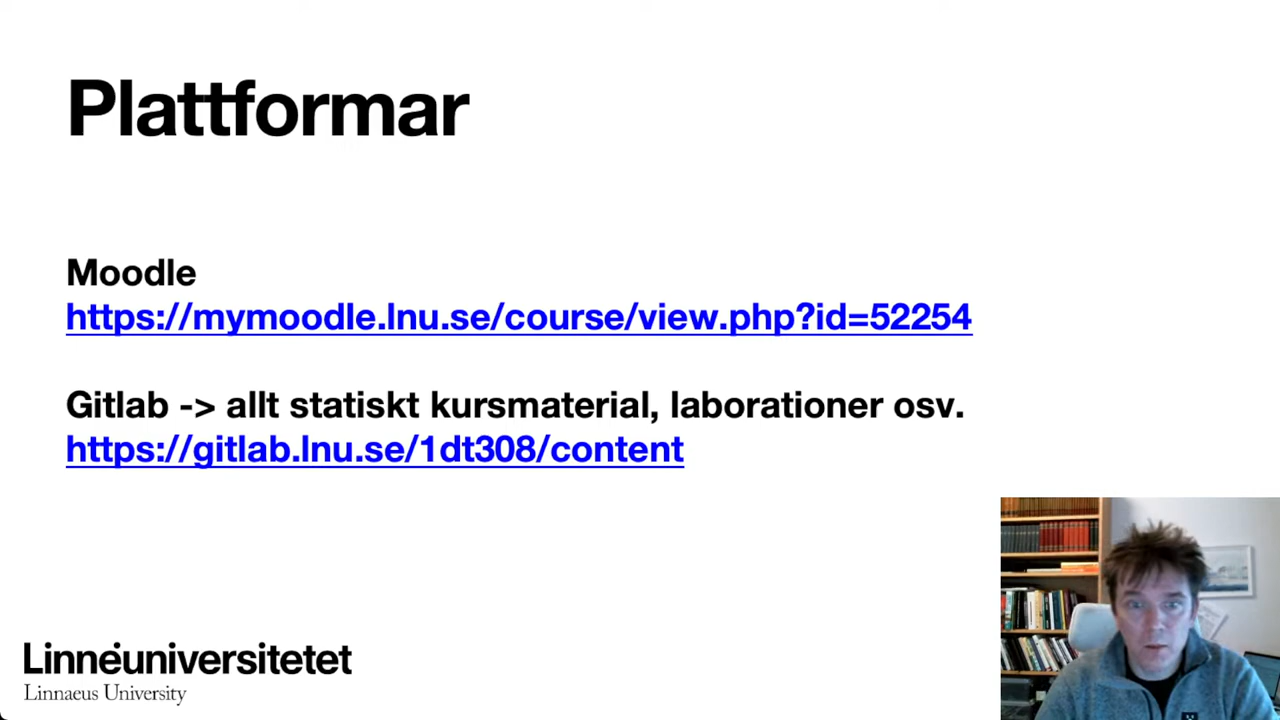 Plattformar
Moodle
https://mymoodle.lnu.se/course/view.php?id=52254
Gitlab -> allt statiskt kursmaterial, laborationer osv.
https://gitlab.lnu.se/1dt308/content
Linnéuniversitetet
Linnaeus University